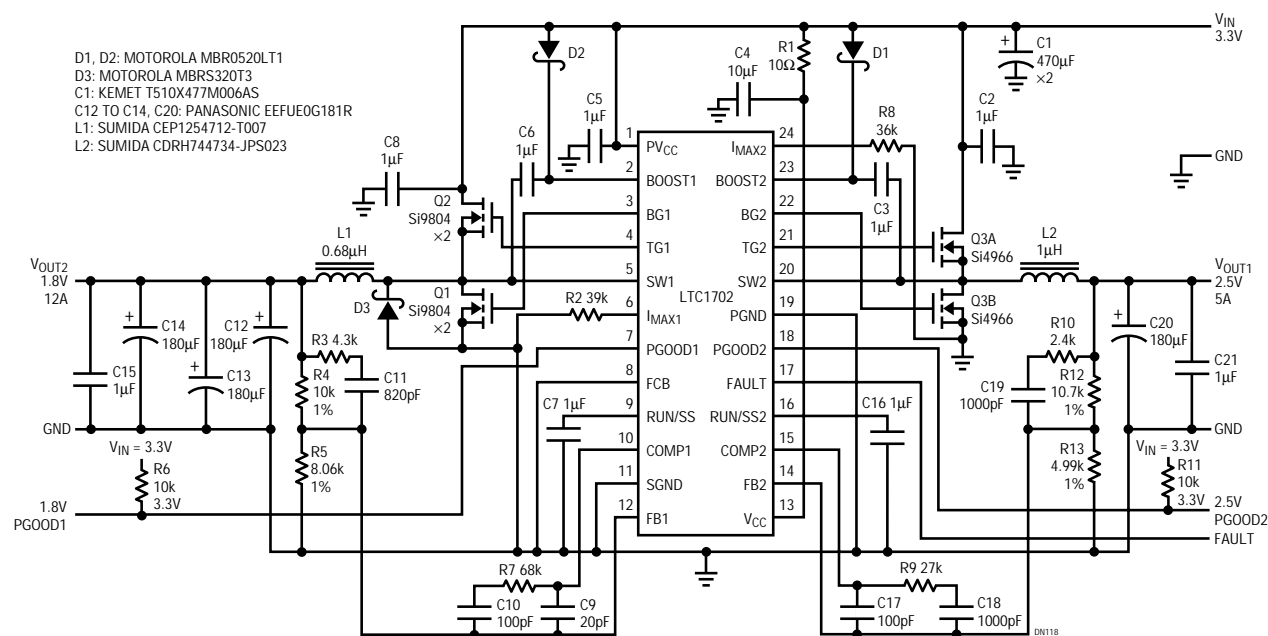 D1, D2: MOTOROLA MBR0520LT1
D3: MOTOROLA MBRS320T3
C1: KEMET T510X477M006AS
C12 TO C14, C20: PANASONIC EEFUE0G181R
L1: SUMIDA CEP1254712-T007
L2: SUMIDA CDRH744734-JPS023
D2
C4
10µF
R1
10Ω
D1
+
C1
470µF
×2
VIN
3.3V
C5
1µF
C6
1µF
C8
1µF
R8
36k
C2
1µF
C3
1µF
GND
Q2
Si9804
×2
L1
0.68µH
VOUT2
1.8V
12A
D3
Q1
Si9804
×2
R2 39k
1
PVCC
2
BOOST1
3
BG1
4
TG1
5
SW1
6
IMAX1
7
PGOOD1
8
FCB
9
RUN/SS
10
COMP1
11
SGND
12
FB1
LTC1702
24
IMAX2
23
BOOST2
22
BG2
21
TG2
20
SW2
19
PGND
18
PGOOD2
17
FAULT
16
RUN/SS2
15
COMP2
14
FB2
13
VCC
Q3A
Si4966
Q3B
Si4966
L2
1µH
VOUT1
2.5V
5A
+
C14
180µF
C12
180µF
+
+
C13
180µF
C15
1µF
R3 4.3k
R4
10k
1%
C11
820pF
R5
8.06k
1%
GND
VIN = 3.3V
R6
10k
3.3V
1.8V
PGOOD1
C7 1µF
C16 1µF
R10
2.4k
C19
1000pF
R12
10.7k
1%
R13
4.99k
1%
+
C20
180µF
C21
1µF
GND
VIN = 3.3V
R11
10k
3.3V
2.5V
PGOOD2
FAULT
R7 68k
C10
100pF
C9
20pF
R9 27k
C17
100pF
C18
1000pF
DN118